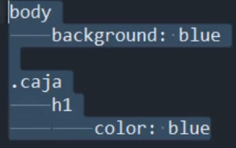 body
    background: blue

.caja
    h1
        color: blue